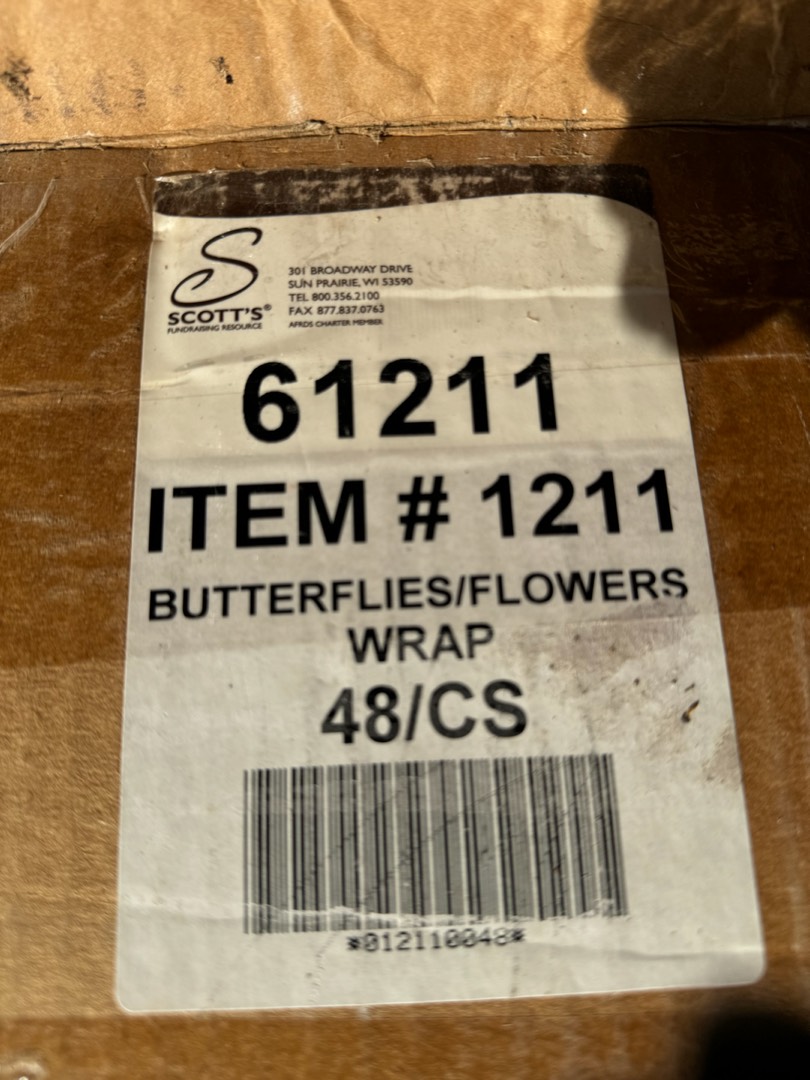 S
SCOTT'S®
FUNDRAISING RESOURCE
301 BROADWAY DRIVE
SUN PRAIRIE, WI 53590
TEL 800.356.2100
FAX 877.837.0763
AFRDS CHARTER MEMBER
61211
ITEM # 1211
BUTTERFLIES/FLOWERS
WRAP
48/CS
*012110048*